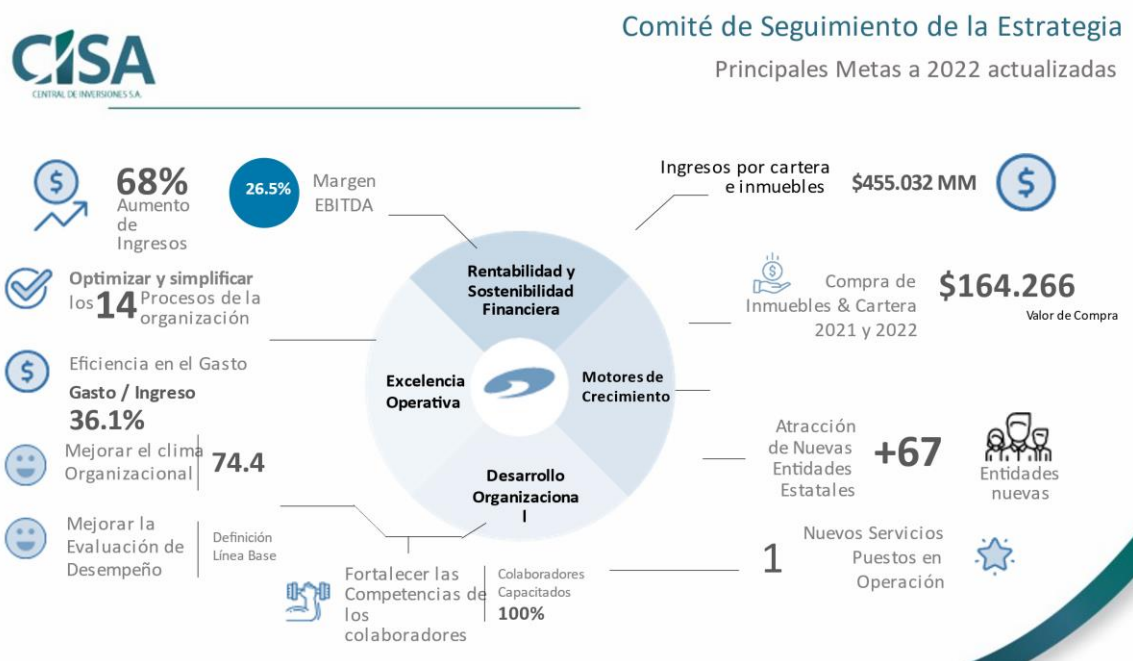 CISA
CENTRAL DE INVERSIONES S.A.
Comité de Seguimiento de la Estrategia
Principales Metas a 2022 actualizadas
68%
Aumento
de
Ingresos
26.5%
Margen
EBITDA
Ingresos por cartera
e inmuebles
$455.032 MM
Optimizar y simplificar
los 14 Procesos de la
organización
Rentabilidad y
Sostenibilidad
Financiera
Compra de
Inmuebles & Cartera
2021 y 2022
$164.266
Valor de Compra
Eficiencia en el Gasto
Gasto / Ingreso
36.1%
Excelencia
Operativa
Motores de
Crecimiento
Mejorar el clima
Organizacional
74.4
Desarrollo
Organizaciona
l
Atracción
de Nuevas
Entidades
Estatales
+67
Entidades
nuevas
Mejorar la
Evaluación de
Desempeño
Definición
Línea Base
Fortalecer las
Competencias de
los
colaboradores
Colaboradores
Capacitados
100%
1
Nuevos Servicios
Puestos en
Operación